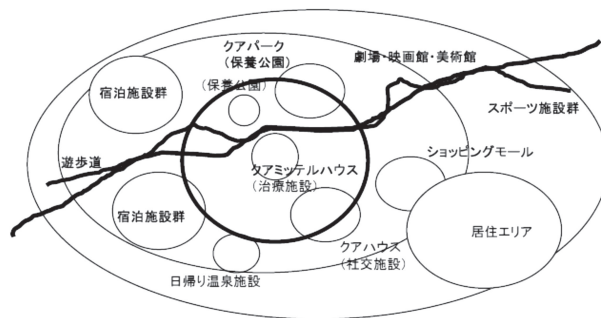 クアパーク
(保養公園)
(保養公園)
劇場・映画館・美術館
宿泊施設群
スポーツ施設群
遊歩道
ショッピングモール
クアミッテルハウス
(治療施設)
宿泊施設群
居住エリア
クアハウス
(社交施設)
日帰り温泉施設